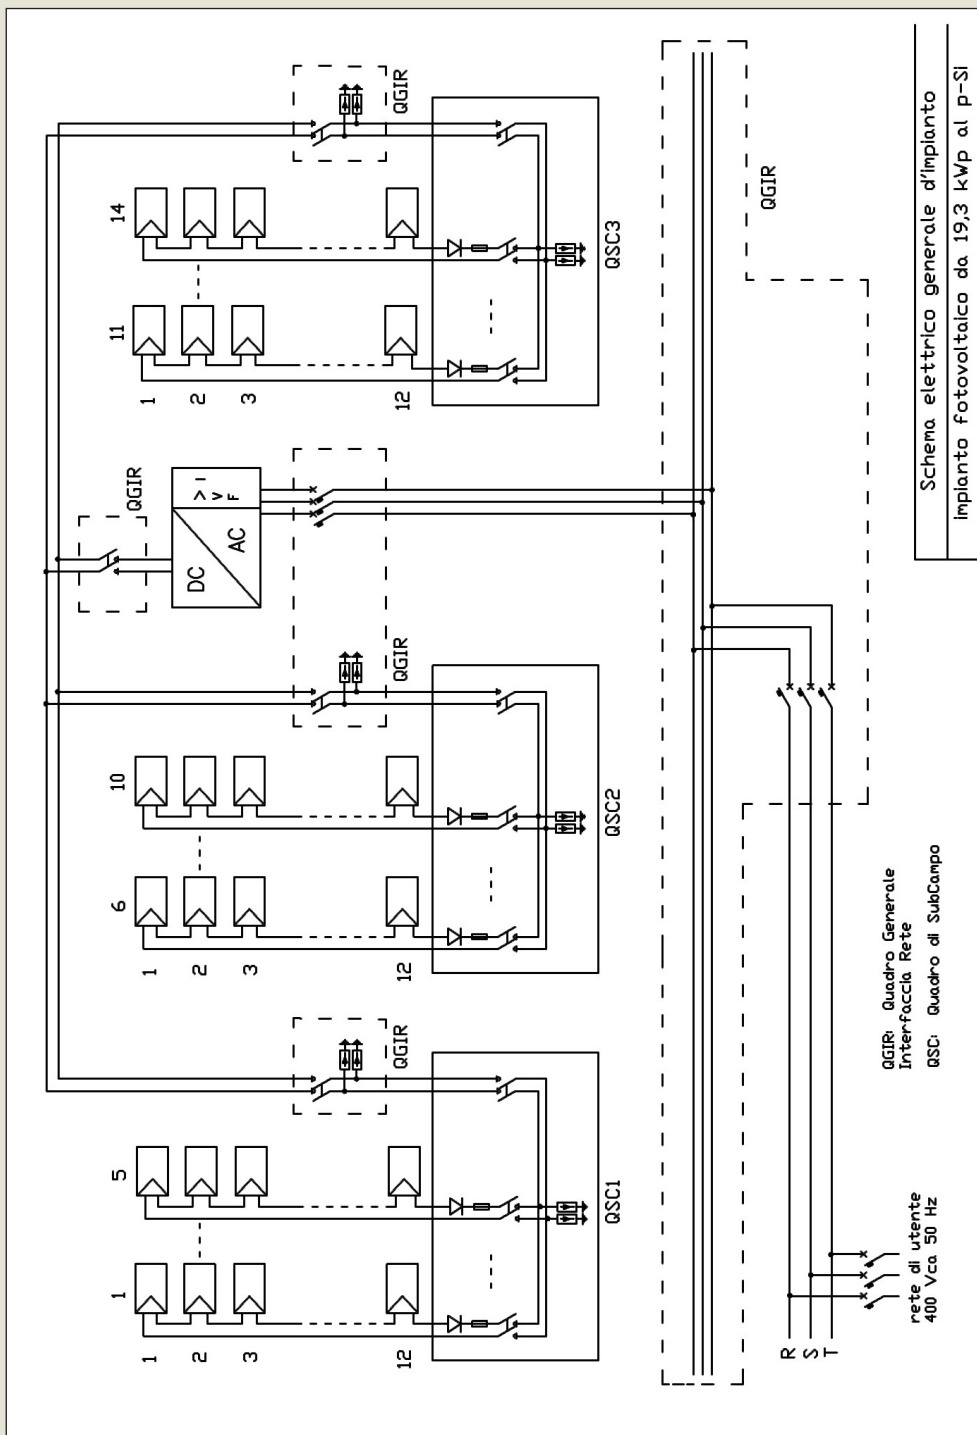 1
5
6
10
11
14
1
2
3
12
1
2
3
12
1
2
3
12
QGIR
QGIR
QGIR
QGIR
DC
AC
> I
V
F
QSC1
QSC2
QSC3
QGIR
R
S
T
rete di utente
400 Vca 50 Hz
QGIR: Quadro Generale
Interfaccia Rete
QSC: Quadro di SubCampo
Schema elettrico generale d'impianto
impianto fotovoltaico da 19,3 kWp al p-Si